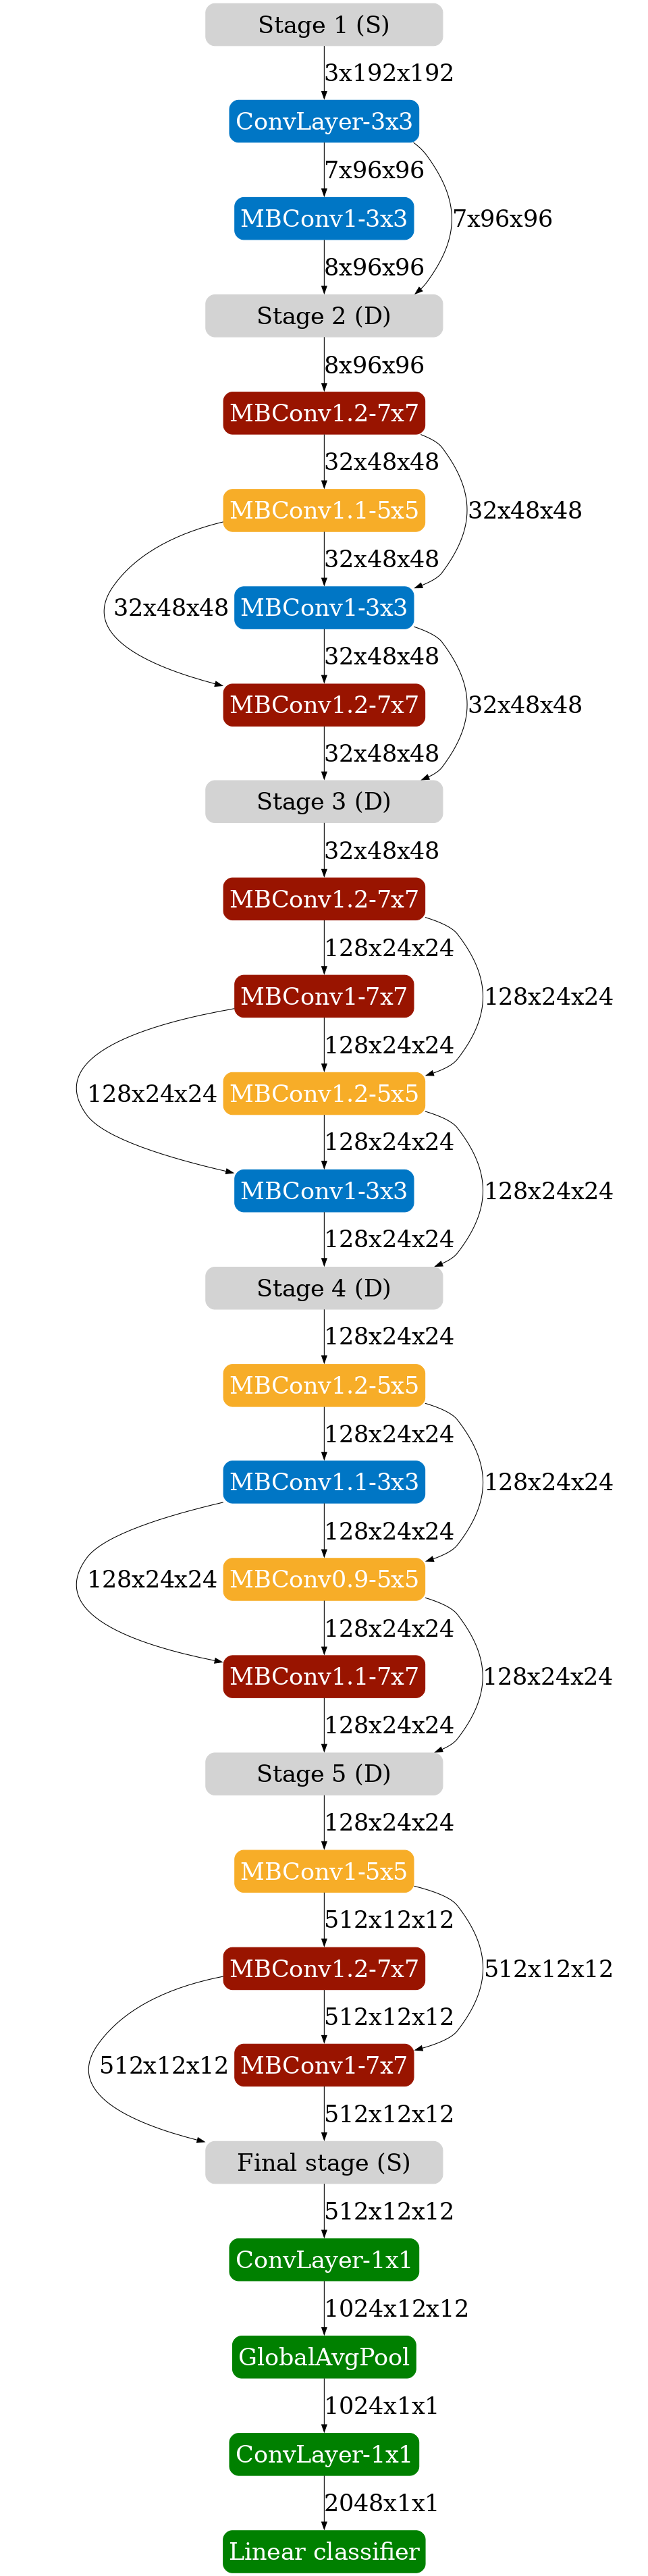 Stage 1 (S)
3x192x192
ConvLayer-3x3
7x96x96
MBConv1-3x3
7x96x96
8x96x96
Stage 2 (D)
8x96x96
MBConv1.2-7x7
32x48x48
MBConv1.1-5x5
32x48x48
32x48x48
32x48x48
MBConv1-3x3
32x48x48
MBConv1.2-7x7
32x48x48
32x48x48
Stage 3 (D)
32x48x48
MBConv1.2-7x7
128x24x24
MBConv1-7x7
128x24x24
128x24x24
128x24x24
MBConv1.2-5x5
128x24x24
MBConv1-3x3
128x24x24
128x24x24
Stage 4 (D)
128x24x24
MBConv1.2-5x5
128x24x24
MBConv1.1-3x3
128x24x24
128x24x24
128x24x24
MBConv0.9-5x5
128x24x24
MBConv1.1-7x7
128x24x24
128x24x24
Stage 5 (D)
128x24x24
MBConv1-5x5
512x12x12
MBConv1.2-7x7
512x12x12
512x12x12
512x12x12
MBConv1-7x7
512x12x12
Final stage (S)
512x12x12
ConvLayer-1x1
1024x12x12
GlobalAvgPool
1024x1x1
ConvLayer-1x1
2048x1x1
Linear classifier